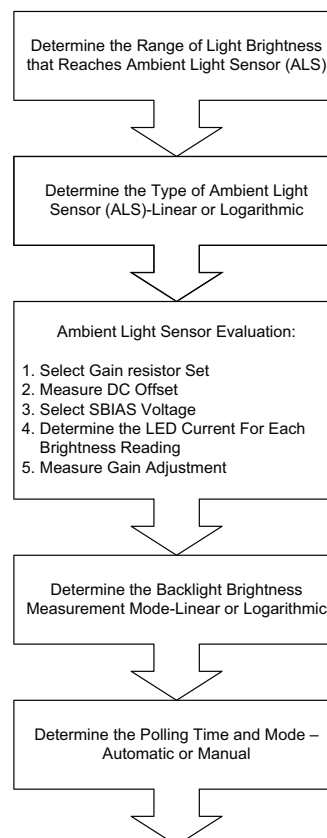 Determine the Range of Light Brightness
that Reaches Ambient Light Sensor (ALS)
Determine the Type of Ambient Light
Sensor (ALS)-Linear or Logarithmic
Ambient Light Sensor Evaluation:
1. Select Gain resistor Set
2. Measure DC Offset
3. Select SBIAS Voltage
4. Determine the LED Current For Each
Brightness Reading
5. Measure Gain Adjustment
Determine the Backlight Brightness
Measurement Mode-Linear or Logarithmic
Determine the Polling Time and Mode –
Automatic or Manual